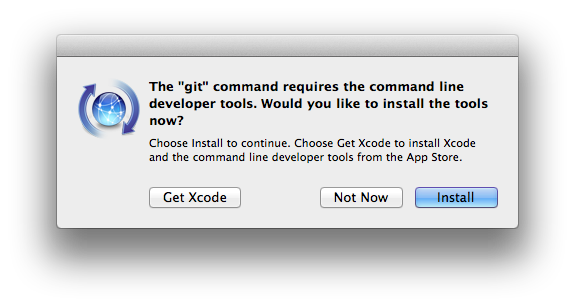 The "git" command requires the command line
developer tools. Would you like to install the tools
now?
Choose Install to continue. Choose Get Xcode to install Xcode
and the command line developer tools from the App Store.
Get Xcode
Not Now
Install